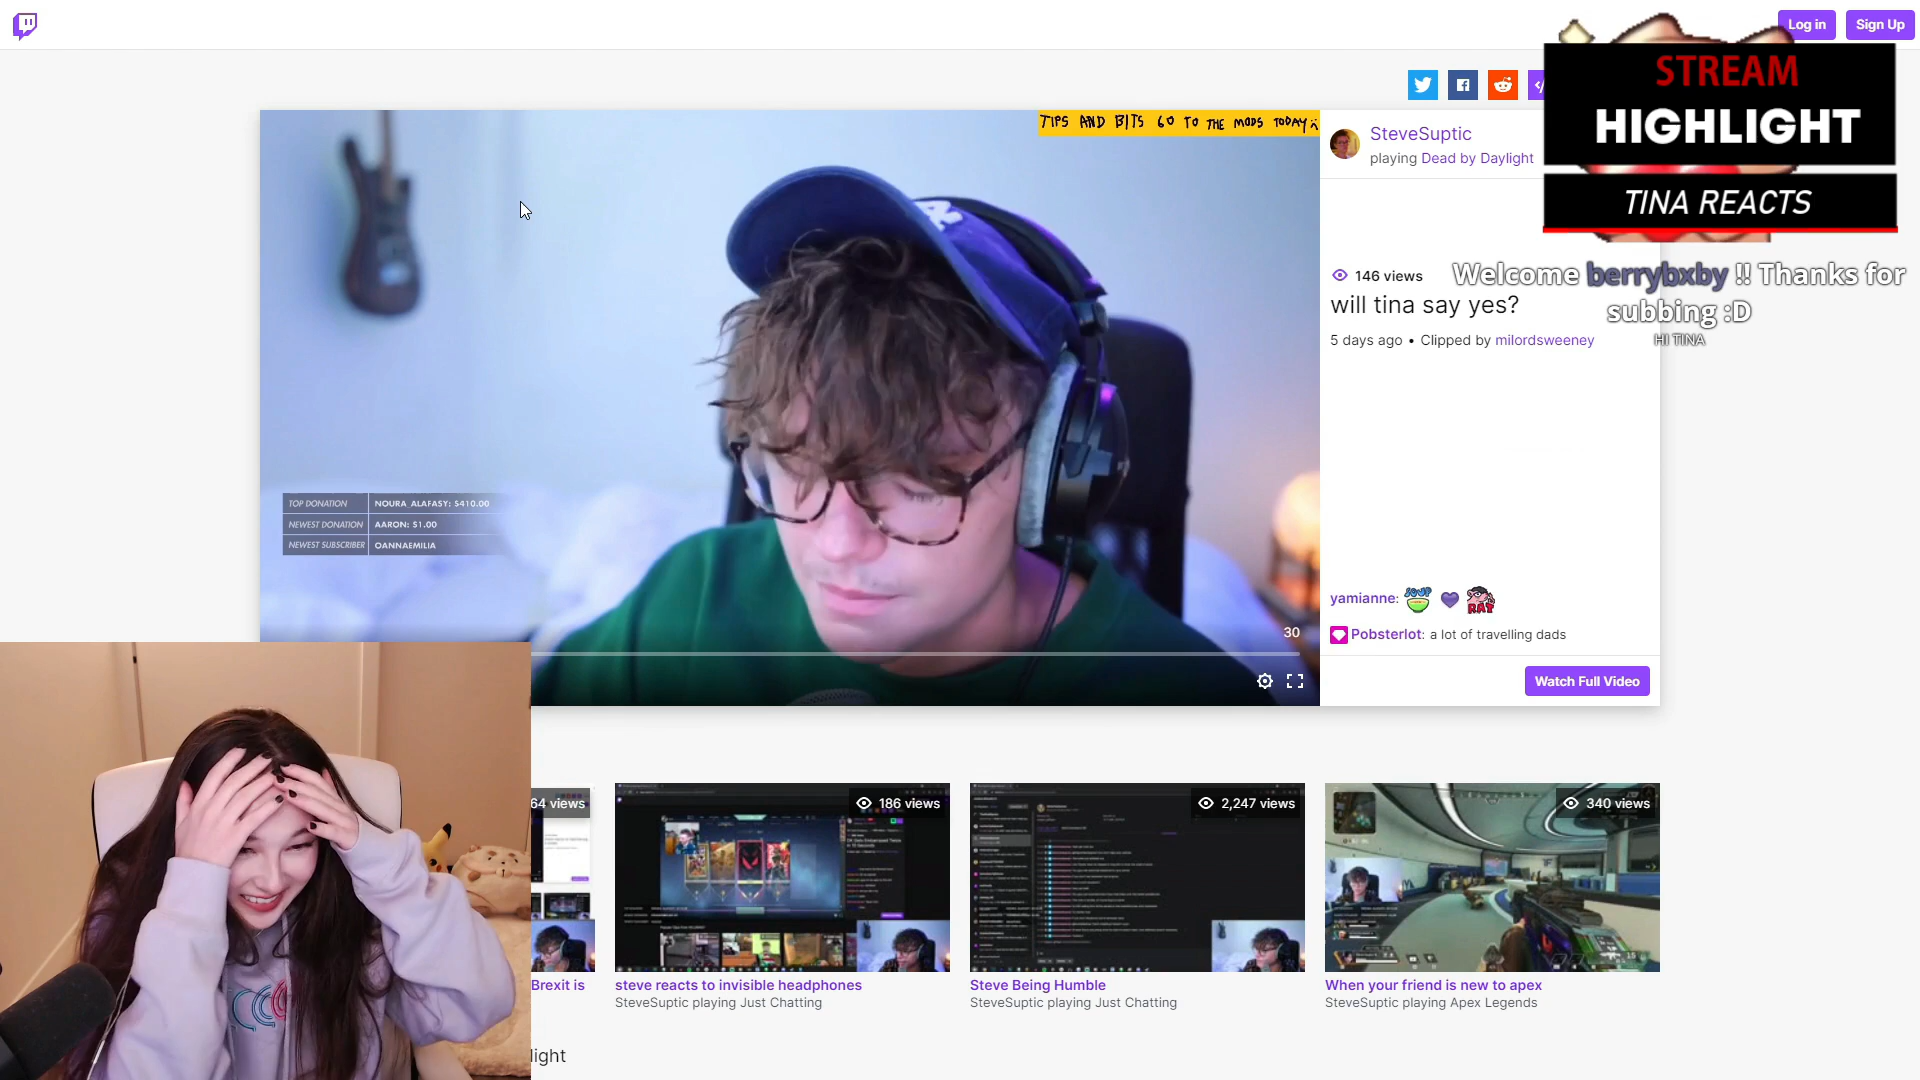 Log in
Sign Up
STREAM
HIGHLIGHT
TINA REACTS
TIPS AND BITS GO TO THE MODS TODAY
SteveSuptic
playing Dead by Daylight
146 views
will tina say yes?
5 days ago • Clipped by milordsweeney
Welcome berrybxby !! Thanks for
subbing :D
HI TINA
TOP DONATION NOURA_ALAFASY: $410.00
NEWEST DONATION AARON: $1.00
NEWEST SUBSCRIBER OANNAEMILIA
yamianne: SOUP RAT
Pobsterlot: a lot of travelling dads
30
Watch Full Video
64 views
186 views
2,247 views
340 views
Brexit is
steve reacts to invisible headphones
SteveSuptic playing Just Chatting
Steve Being Humble
SteveSuptic playing Just Chatting
When your friend is new to apex
SteveSuptic playing Apex Legends
light